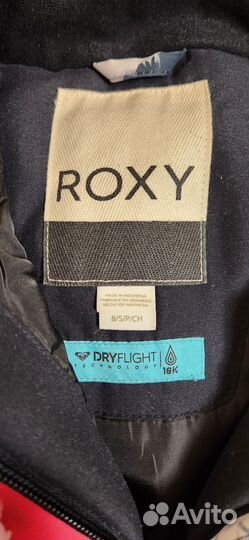 ROXY
MADE IN INDONESIA
FABRIQUÉ EN INDONÉSIE
HECHO EN INDONESIA
8/S/P/CH
DRYFLIGHT
TECHNOLOGY
10K
Avito